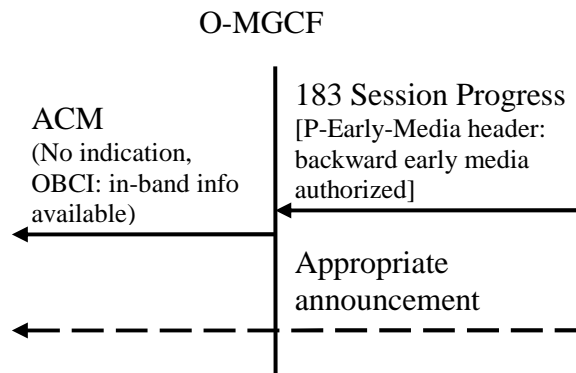 O-MGCF
ACM
(No indication,
OBCI: in-band info
available)
183 Session Progress
[P-Early-Media header:
backward early media
authorized]
Appropriate
announcement